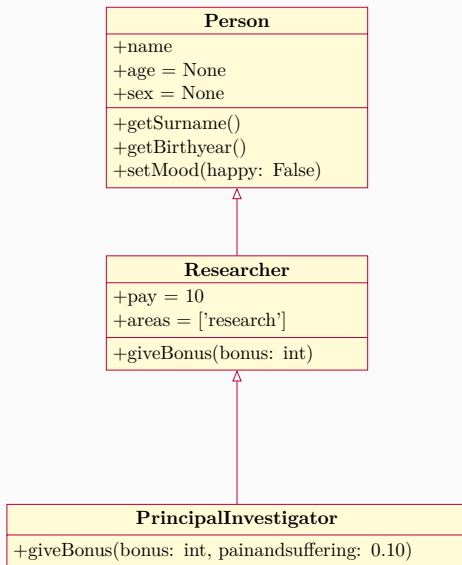 Person
+name
+age = None
+sex = None
+getSurname()
+getBirthyear()
+setMood(happy: False)
Researcher
+pay = 10
+areas = ['research']
+giveBonus(bonus: int)
PrincipalInvestigator
+giveBonus(bonus: int, painandsuffering: 0.10)